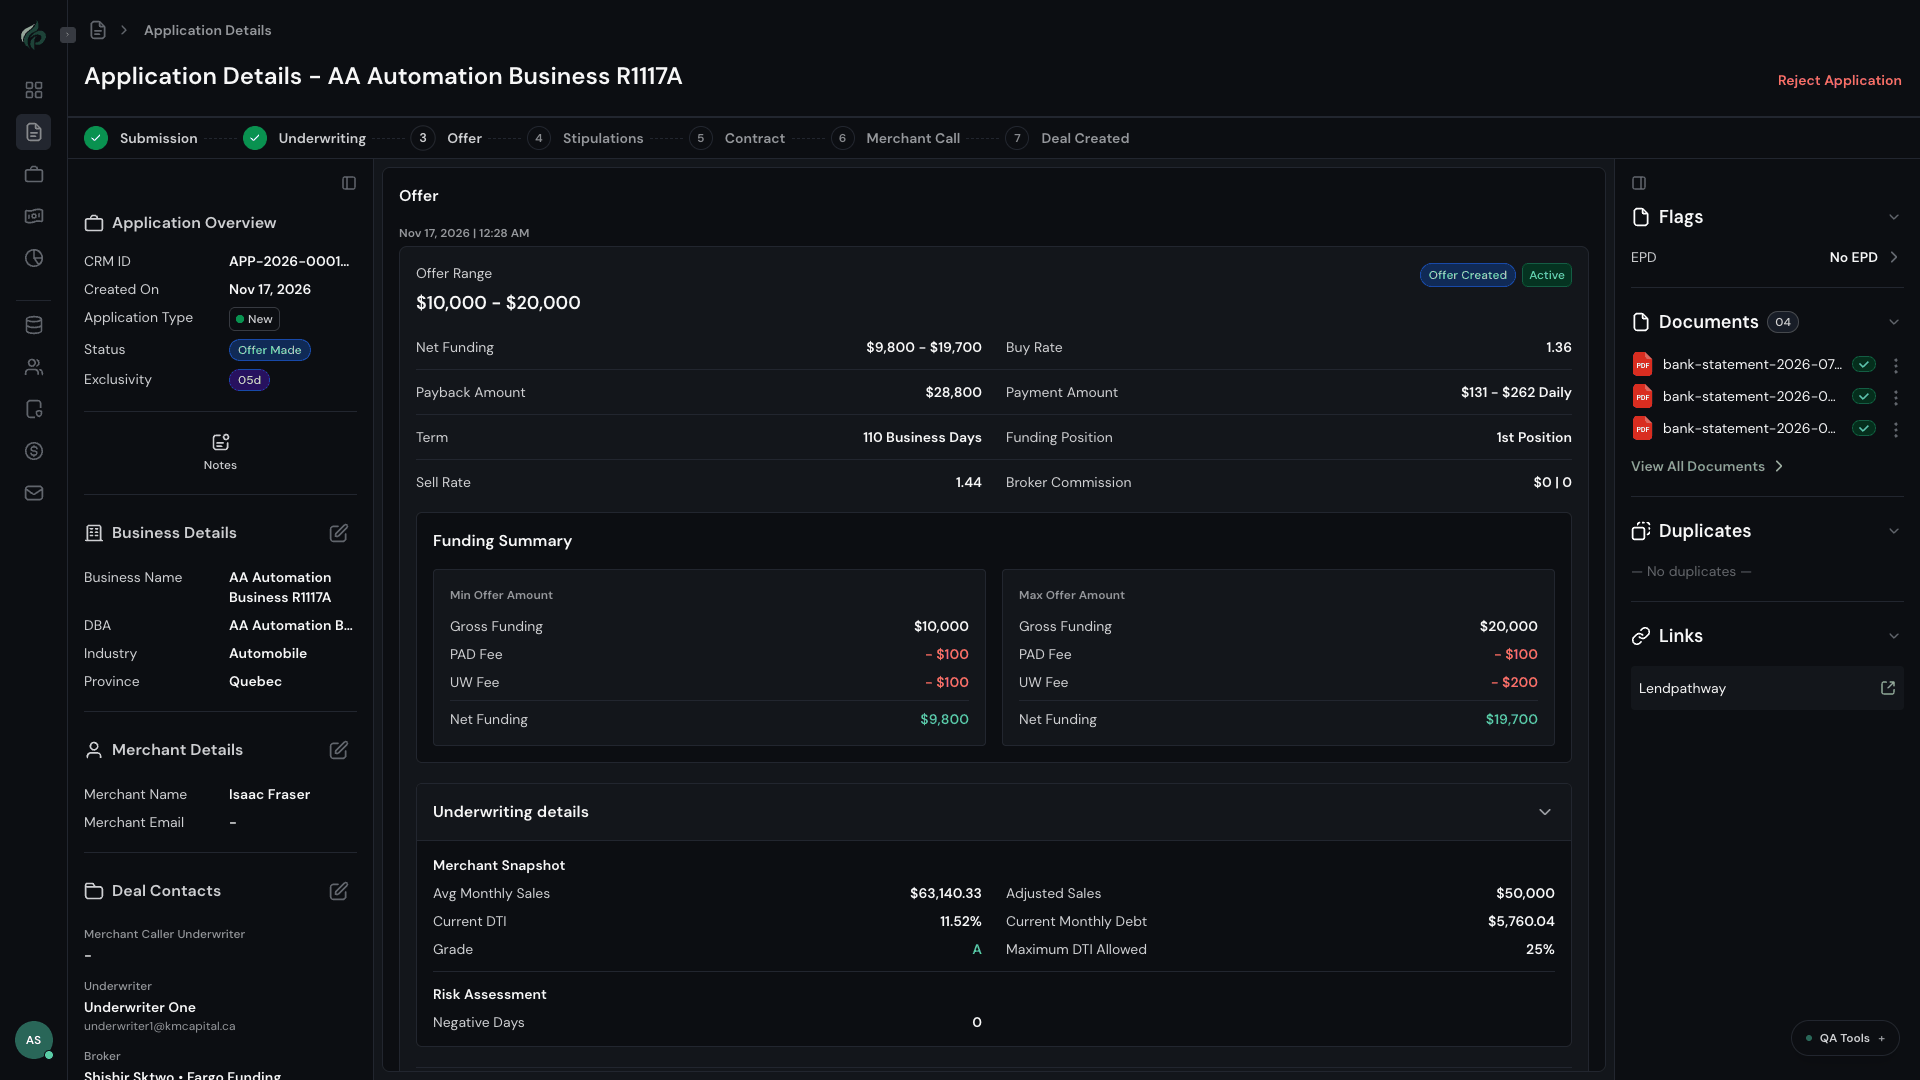 Application Details
Application Details - AA Automation Business R1117A
Reject Application
Submission
Underwriting
3 Offer
4 Stipulations
5 Contract
6 Merchant Call
7 Deal Created
Application Overview
CRM ID APP-2026-0001...
Created On Nov 17, 2026
Application Type New
Status Offer Made
Exclusivity 05d
Notes
Business Details
Business Name AA Automation
Business R1117A
DBA AA Automation B...
Industry Automobile
Province Quebec
Merchant Details
Merchant Name Isaac Fraser
Merchant Email -
Deal Contacts
Merchant Caller Underwriter
-
Underwriter
Underwriter One
underwriter1@kmcapital.ca
Broker
Shishir Sktwo • Fargo Funding
AS
Offer
Nov 17, 2026 | 12:28 AM
Offer Range
$10,000 - $20,000
Offer Created Active
Net Funding $9,800 - $19,700 Buy Rate 1.36
Payback Amount $28,800 Payment Amount $131 - $262 Daily
Term 110 Business Days Funding Position 1st Position
Sell Rate 1.44 Broker Commission $0 | 0
Funding Summary
Min Offer Amount
Gross Funding $10,000
PAD Fee - $100
UW Fee - $100
Net Funding $9,800
Max Offer Amount
Gross Funding $20,000
PAD Fee - $100
UW Fee - $200
Net Funding $19,700
Underwriting details
Merchant Snapshot
Avg Monthly Sales $63,140.33 Adjusted Sales $50,000
Current DTI 11.52% Current Monthly Debt $5,760.04
Grade A Maximum DTI Allowed 25%
Risk Assessment
Negative Days 0
Flags
EPD No EPD
Documents 04
PDF bank-statement-2026-07...
PDF bank-statement-2026-0...
PDF bank-statement-2026-0...
View All Documents
Duplicates
— No duplicates —
Links
Lendpathway
QA Tools +